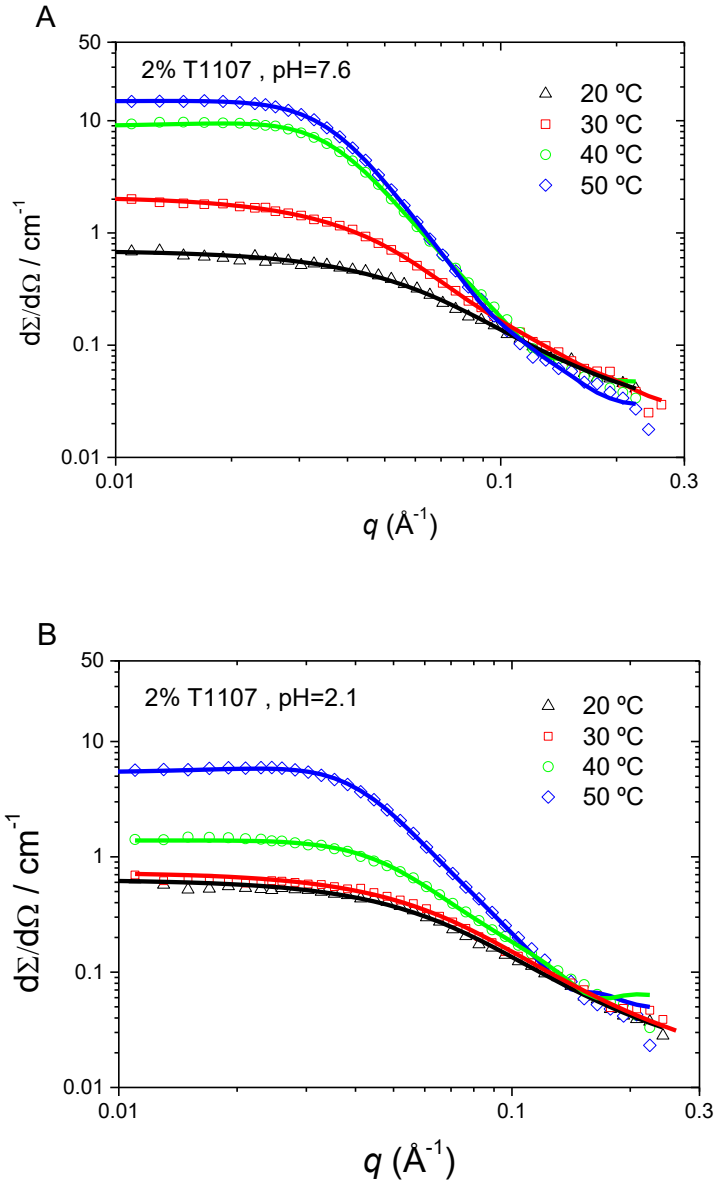 A
50
2% T1107 , pH=7.6
20 ºC
30 ºC
40 ºC
50 ºC
10
1
0.1
0.01
dΣ/dΩ / cm⁻¹
0.01
0.1
0.3
q (Å⁻¹)
B
50
2% T1107 , pH=2.1
20 ºC
30 ºC
40 ºC
50 ºC
10
1
0.1
0.01
dΣ/dΩ / cm⁻¹
0.01
0.1
0.3
q (Å⁻¹)